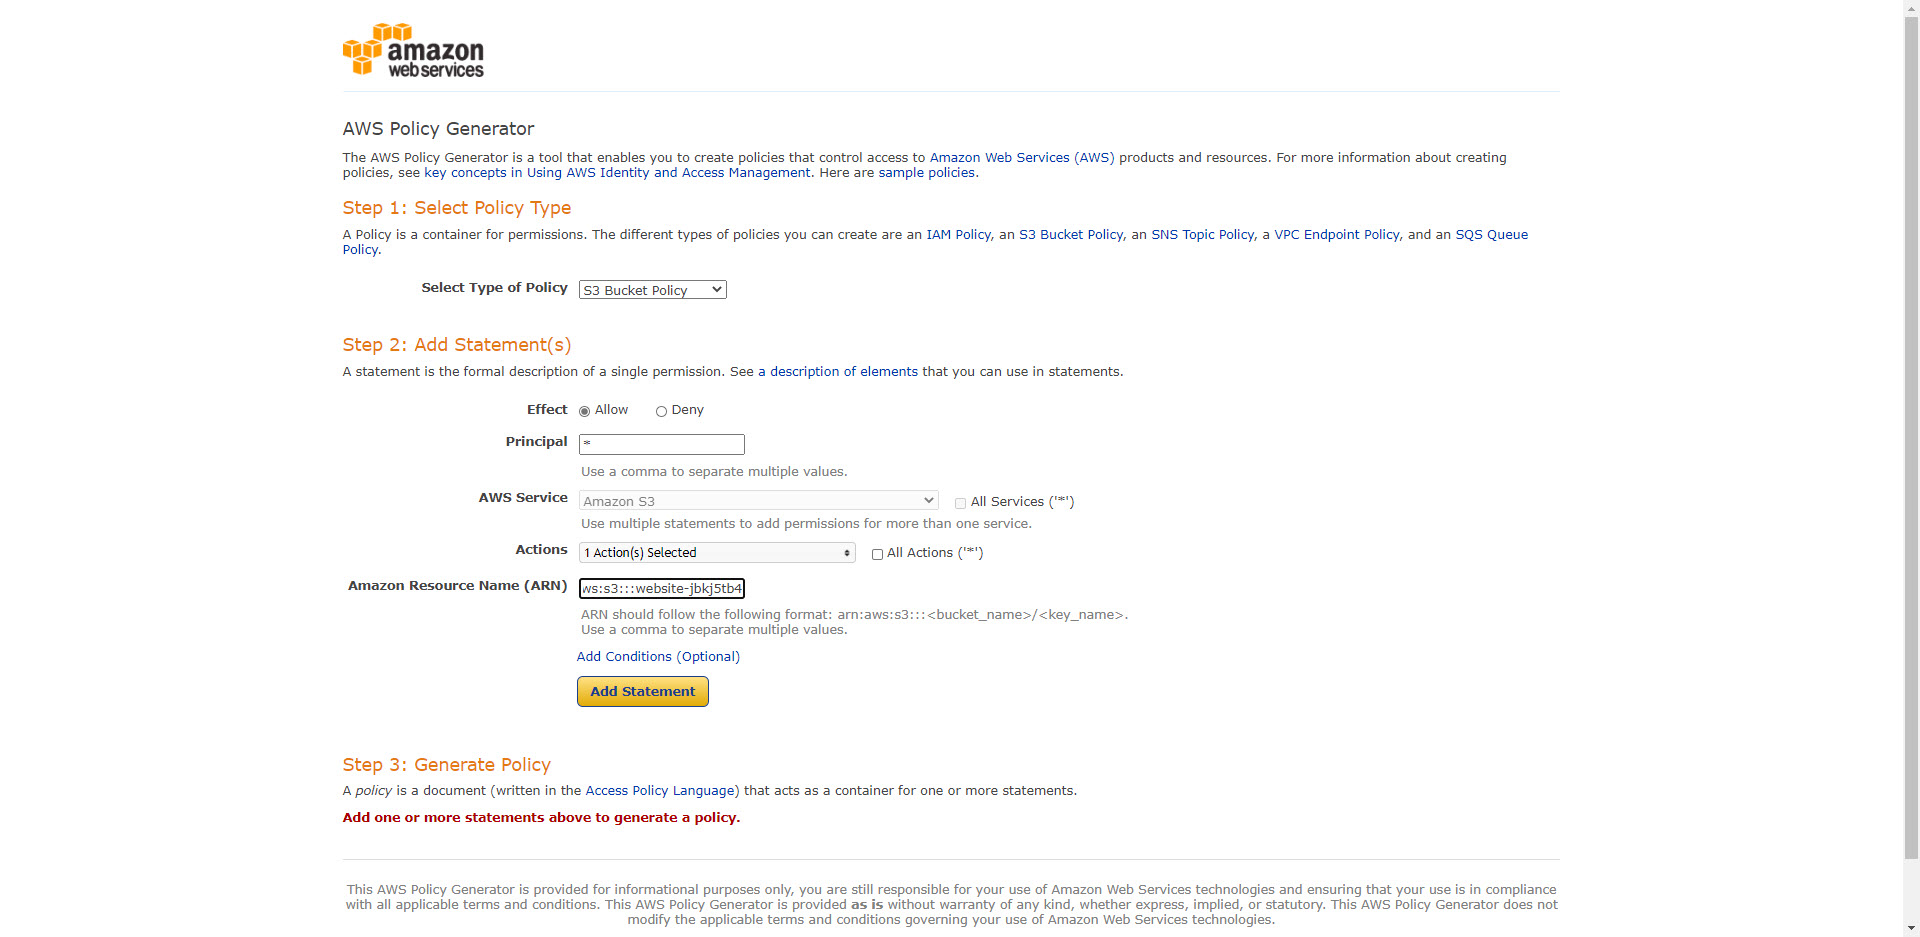 amazon
webservices
AWS Policy Generator
The AWS Policy Generator is a tool that enables you to create policies that control access to Amazon Web Services (AWS) products and resources. For more information about creating
policies, see key concepts in Using AWS Identity and Access Management. Here are sample policies.
Step 1: Select Policy Type
A Policy is a container for permissions. The different types of policies you can create are an IAM Policy, an S3 Bucket Policy, an SNS Topic Policy, a VPC Endpoint Policy, and an SQS Queue
Policy.
Select Type of Policy S3 Bucket Policy
Step 2: Add Statement(s)
A statement is the formal description of a single permission. See a description of elements that you can use in statements.
Effect Allow Deny
Principal *
Use a comma to separate multiple values.
AWS Service Amazon S3 All Services ('*')
Use multiple statements to add permissions for more than one service.
Actions 1 Action(s) Selected All Actions ('*')
Amazon Resource Name (ARN) ws:s3:::website-jbkj5tb4
ARN should follow the following format: arn:aws:s3:::<bucket_name>/<key_name>.
Use a comma to separate multiple values.
Add Conditions (Optional)
Add Statement
Step 3: Generate Policy
A policy is a document (written in the Access Policy Language) that acts as a container for one or more statements.
Add one or more statements above to generate a policy.
This AWS Policy Generator is provided for informational purposes only, you are still responsible for your use of Amazon Web Services technologies and ensuring that your use is in compliance
with all applicable terms and conditions. This AWS Policy Generator is provided as is without warranty of any kind, whether express, implied, or statutory. This AWS Policy Generator does not
modify the applicable terms and conditions governing your use of Amazon Web Services technologies.